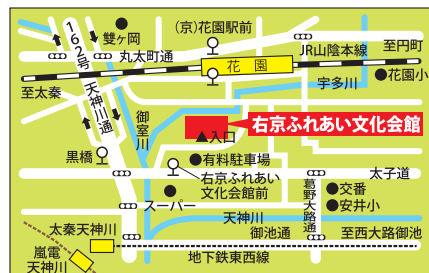 162号
雙ヶ岡
(京)花園駅前
丸太町通
JR山陰本線
至円町
花園
花園小
至太秦
天神川通
御室川
宇多川
右京ふれあい文化会館
▲入口
黒橋
有料駐車場
右京ふれあい
文化会館前
太子道
スーパー
葛野大路通
交番
安井小
天神川
太秦天神川
御池通
至西大路御池
嵐電
天神川
地下鉄東西線